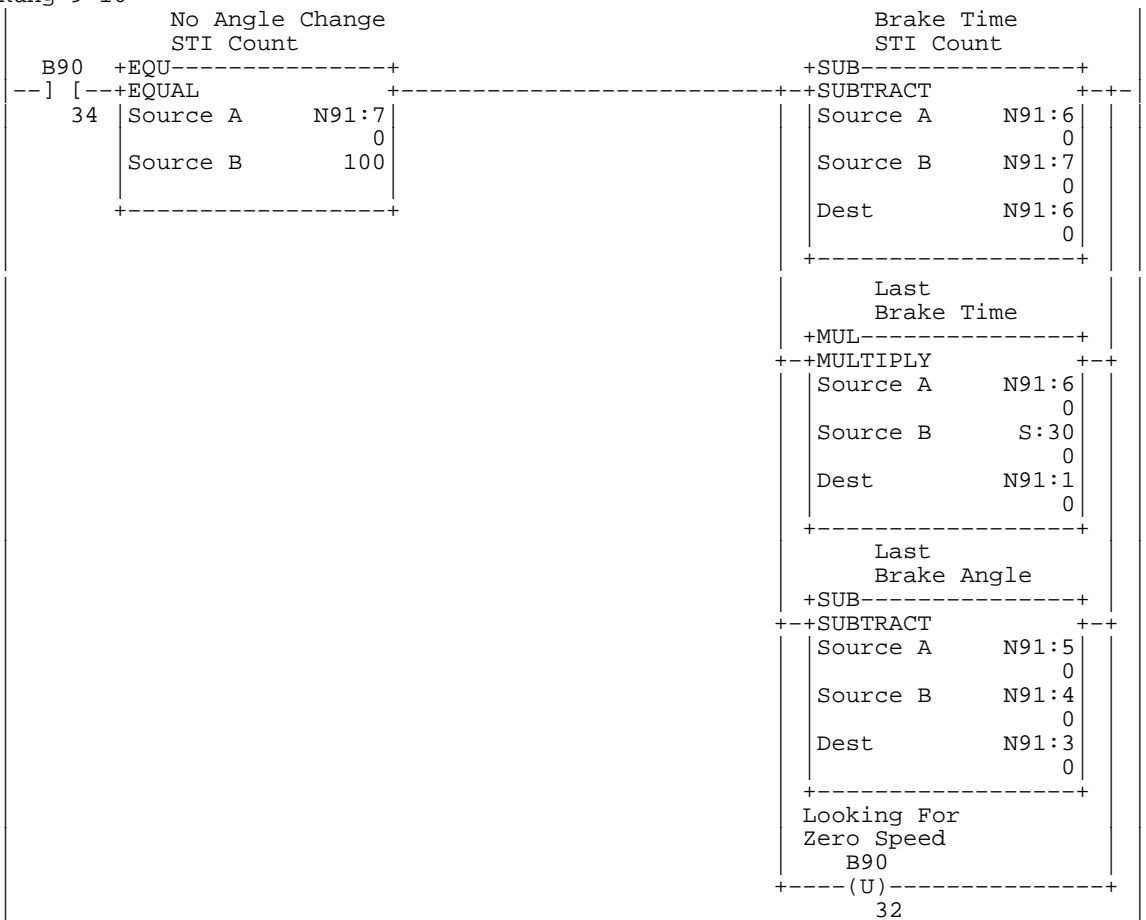 No Angle Change Brake Time
STI Count STI Count
B90 +EQU---------------+ +SUB---------------+
--] [--+EQUAL +--------------------------+-+SUBTRACT +-+-
34 Source A N91:7 Source A N91:6
0 0
Source B 100 Source B N91:7
0
+------------------+ Dest N91:6
0
+------------------+
Last
Brake Time
+MUL---------------+
+-+MULTIPLY +-+
Source A N91:6
0
Source B S:30
0
Dest N91:1
0
+------------------+
Last
Brake Angle
+SUB---------------+
+-+SUBTRACT +-+
Source A N91:5
0
Source B N91:4
0
Dest N91:3
0
+------------------+
Looking For
Zero Speed
B90
+----(U)---------------+
32